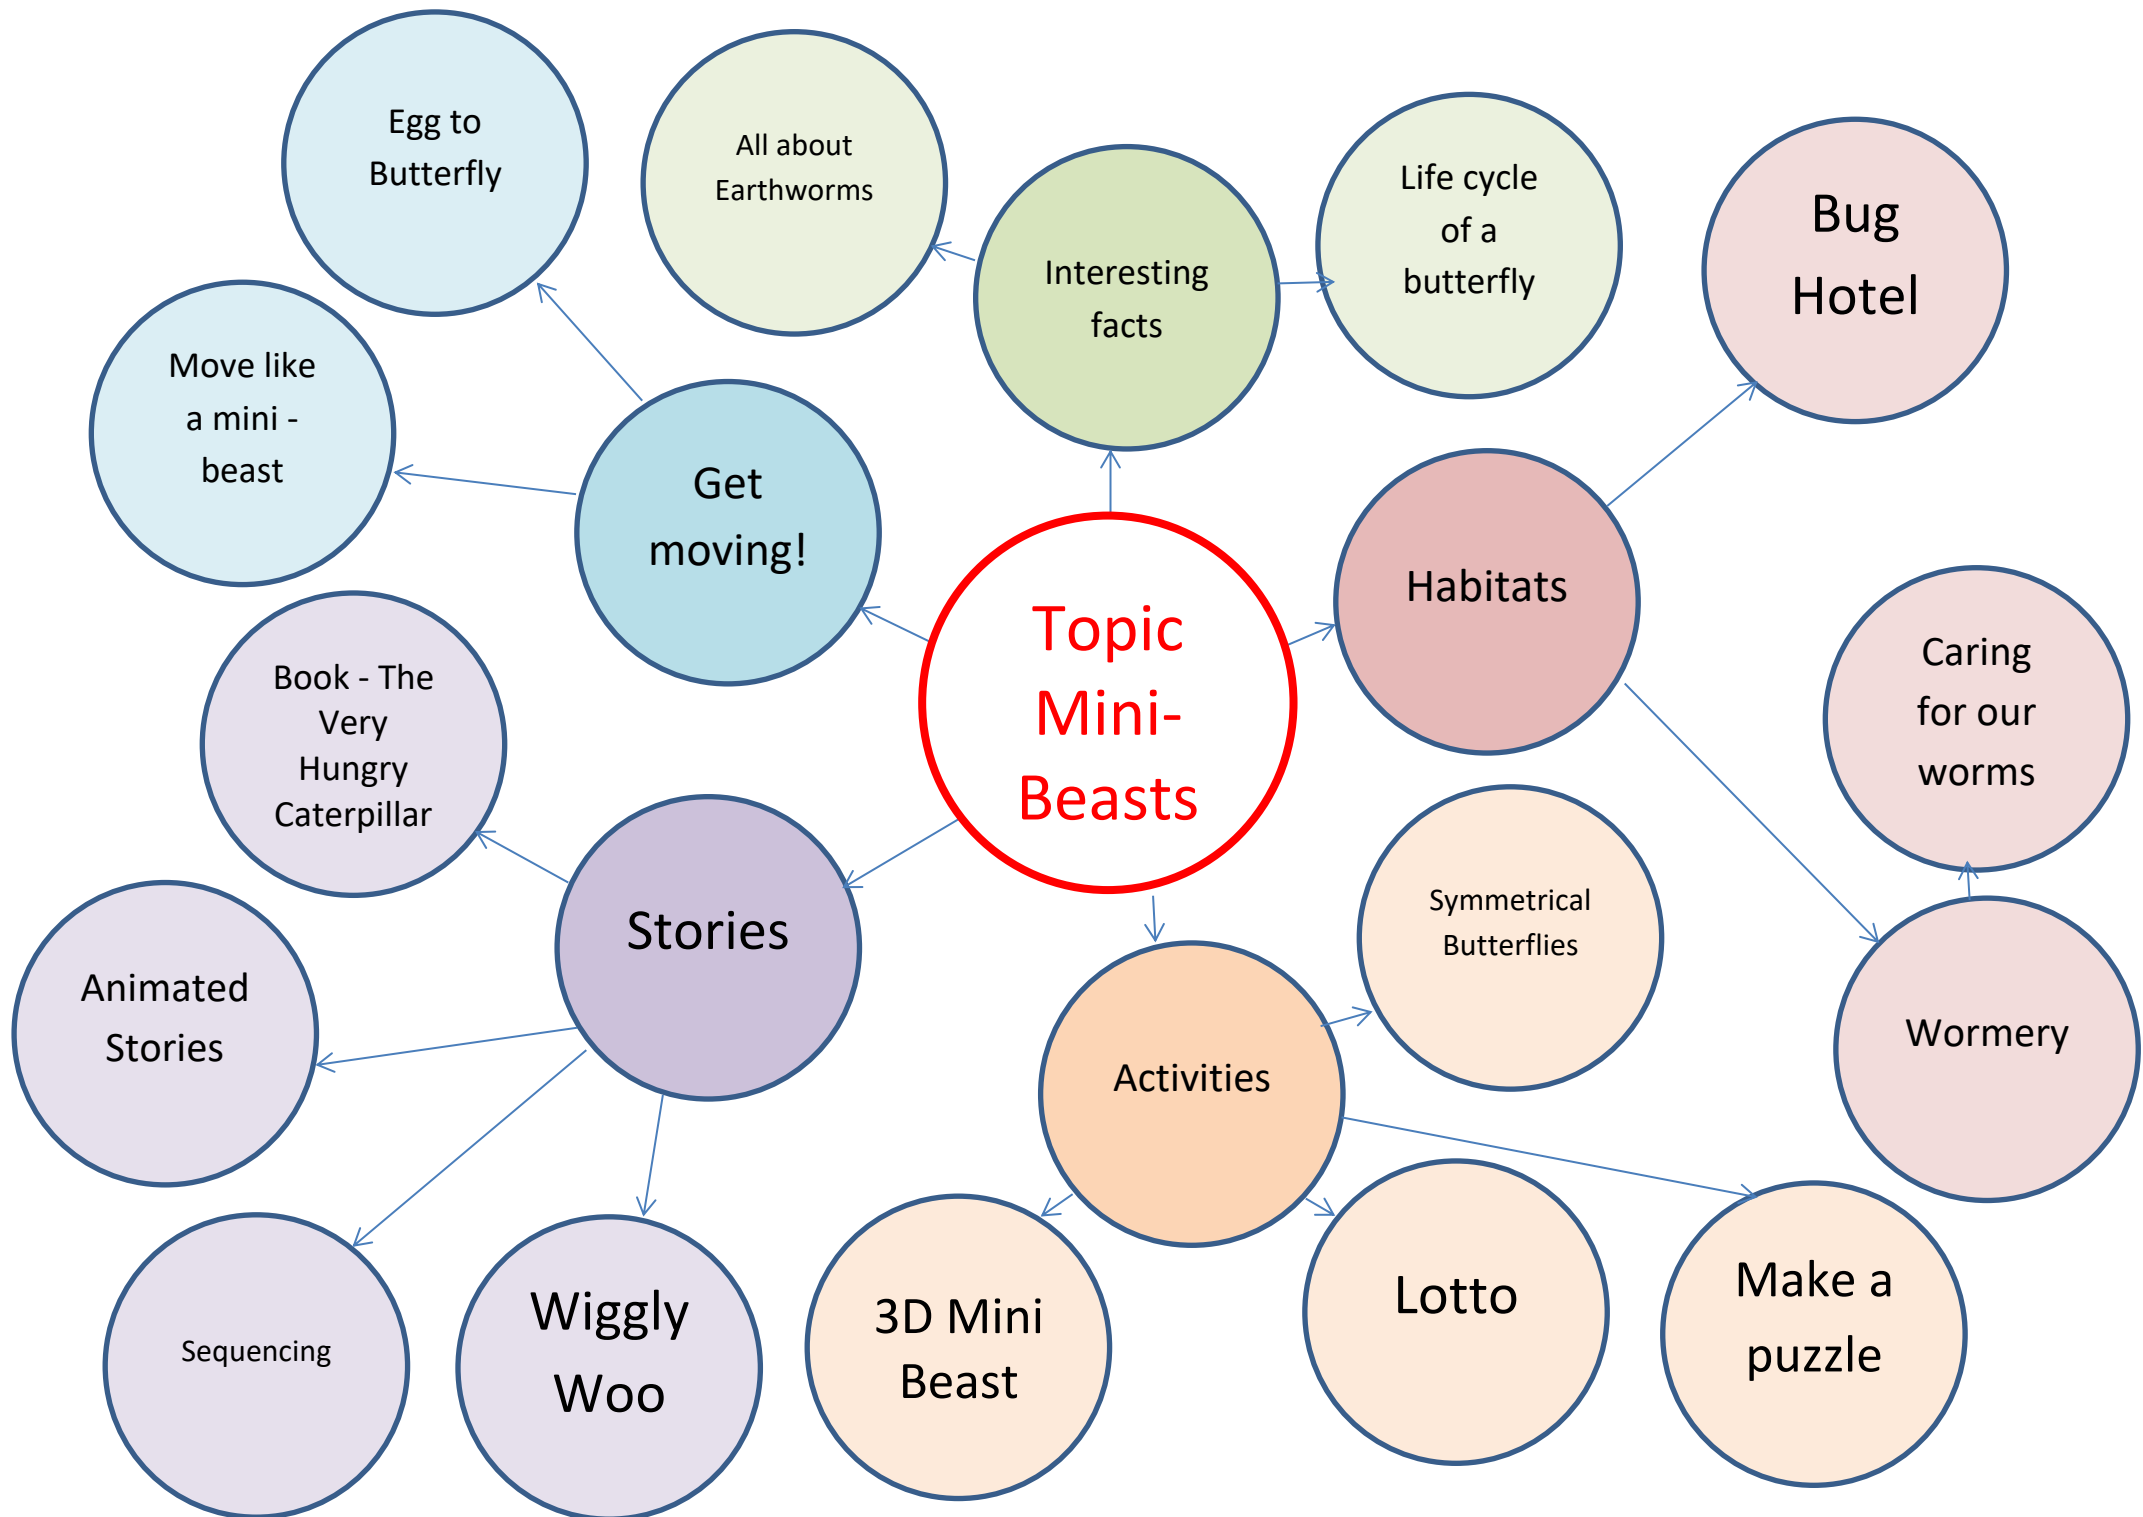 Egg to
Butterfly
All about
Earthworms
Interesting
facts
Life cycle
of a
butterfly
Bug
Hotel
Move like
a mini -
beast
Get
moving!
Habitats
Topic
Mini-
Beasts
Caring
for our
worms
Book - The
Very
Hungry
Caterpillar
Stories
Symmetrical
Butterflies
Animated
Stories
Activities
Wormery
Sequencing
Wiggly
Woo
3D Mini
Beast
Lotto
Make a
puzzle